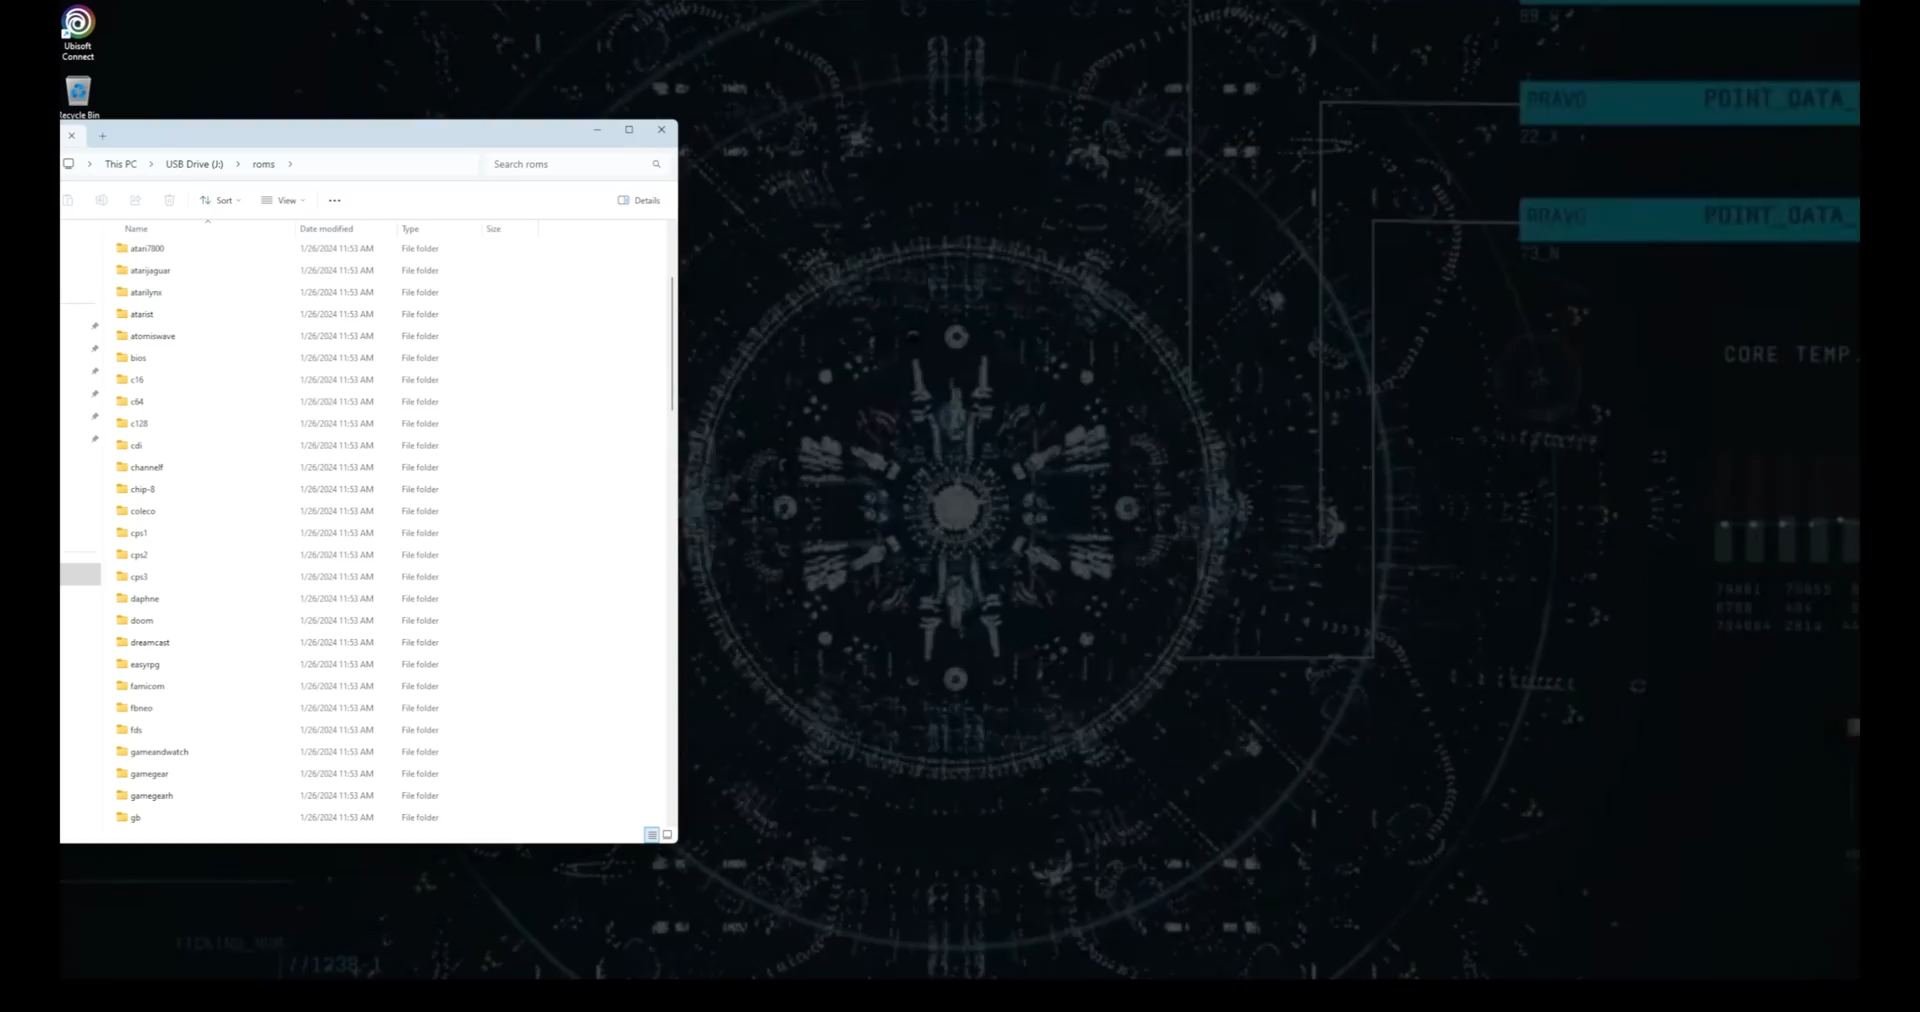 Ubisoft
Connect
Recycle Bin
This PC > USB Drive (J:) > roms >
Search roms
Sort
View
Details
Name Date modified Type Size
atari7800 1/26/2024 11:53 AM File folder
atarijaguar 1/26/2024 11:53 AM File folder
atarilynx 1/26/2024 11:53 AM File folder
atarist 1/26/2024 11:53 AM File folder
atomiswave 1/26/2024 11:53 AM File folder
bios 1/26/2024 11:53 AM File folder
c16 1/26/2024 11:53 AM File folder
c64 1/26/2024 11:53 AM File folder
c128 1/26/2024 11:53 AM File folder
cdi 1/26/2024 11:53 AM File folder
channelf 1/26/2024 11:53 AM File folder
chip-8 1/26/2024 11:53 AM File folder
coleco 1/26/2024 11:53 AM File folder
cps1 1/26/2024 11:53 AM File folder
cps2 1/26/2024 11:53 AM File folder
cps3 1/26/2024 11:53 AM File folder
daphne 1/26/2024 11:53 AM File folder
doom 1/26/2024 11:53 AM File folder
dreamcast 1/26/2024 11:53 AM File folder
easyrpg 1/26/2024 11:53 AM File folder
famicom 1/26/2024 11:53 AM File folder
fbneo 1/26/2024 11:53 AM File folder
fds 1/26/2024 11:53 AM File folder
gameandwatch 1/26/2024 11:53 AM File folder
gamegear 1/26/2024 11:53 AM File folder
gamegearh 1/26/2024 11:53 AM File folder
gb 1/26/2024 11:53 AM File folder
BRAVO POINT_DATA_
22_X
BRAVO POINT_DATA_
73_N
CORE TEMP.
//1238-1